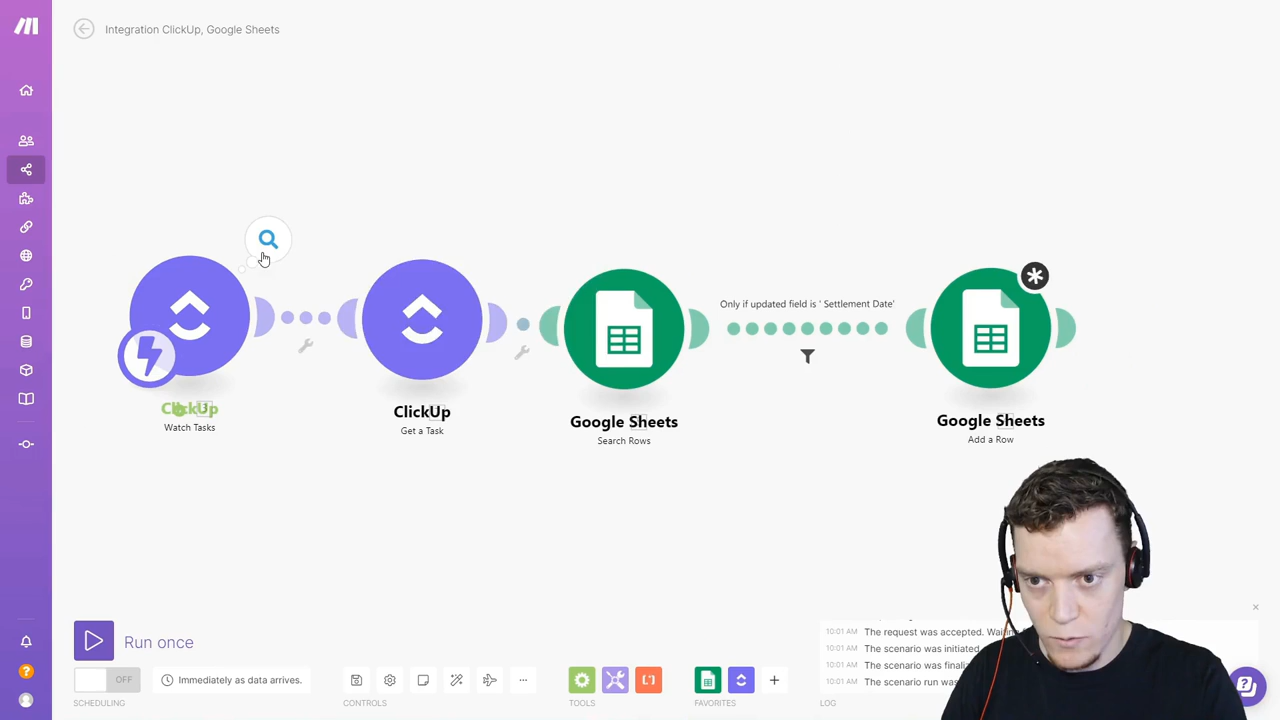 Integration ClickUp, Google Sheets
Only if updated field is ' Settlement Date'
ClickUp
Watch Tasks
ClickUp
Get a Task
Google Sheets
Search Rows
Google Sheets
Add a Row
Run once
OFF
Immediately as data arrives.
SCHEDULING
CONTROLS
TOOLS
FAVORITES
LOG
10:01 AM The request was accepted. Waiting
10:01 AM The scenario was initiated.
10:01 AM The scenario was
10:01 AM The scenario run was